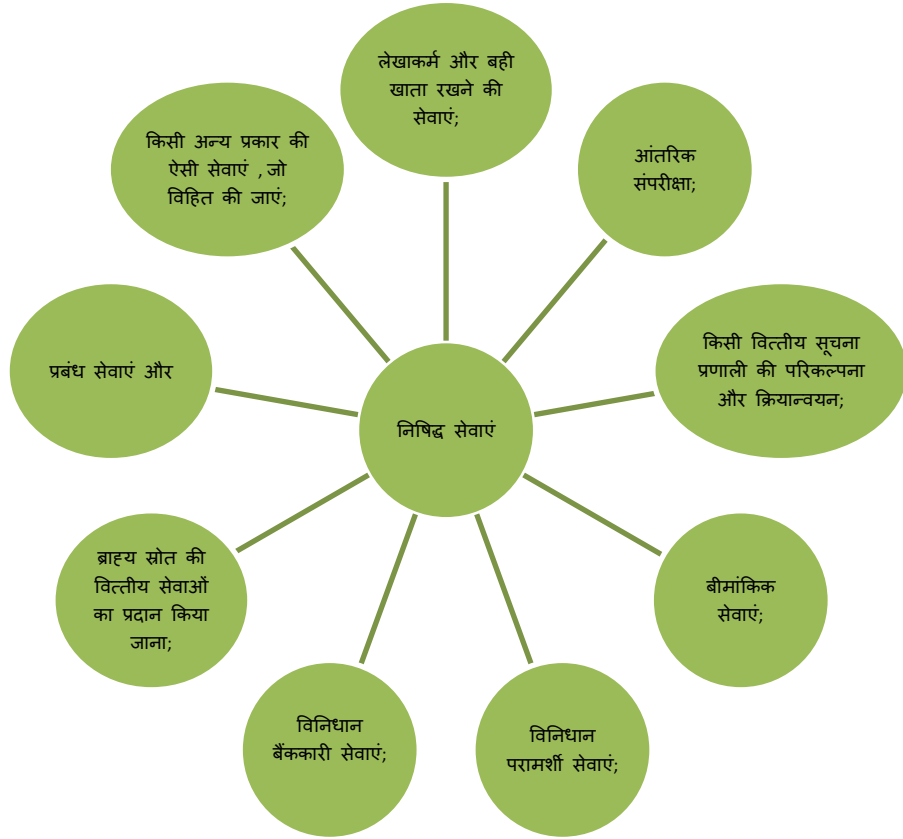 लेखाकर्म और बही
खाता रखने की
सेवाएं;
आंतरिक
संपरीक्षा;
किसी वित्तीय सूचना
प्रणाली की परिकल्पना
और क्रियान्वयन;
बीमांकिक
सेवाएं;
विनिधान
परामर्शी सेवाएं;
विनिधान
बैंककारी सेवाएं;
ब्राह्य स्रोत की
वित्तीय सेवाओं
का प्रदान किया
जाना;
प्रबंध सेवाएं और
किसी अन्य प्रकार की
ऐसी सेवाएं ,जो
विहित की जाएं;
निषिद्ध सेवाएं